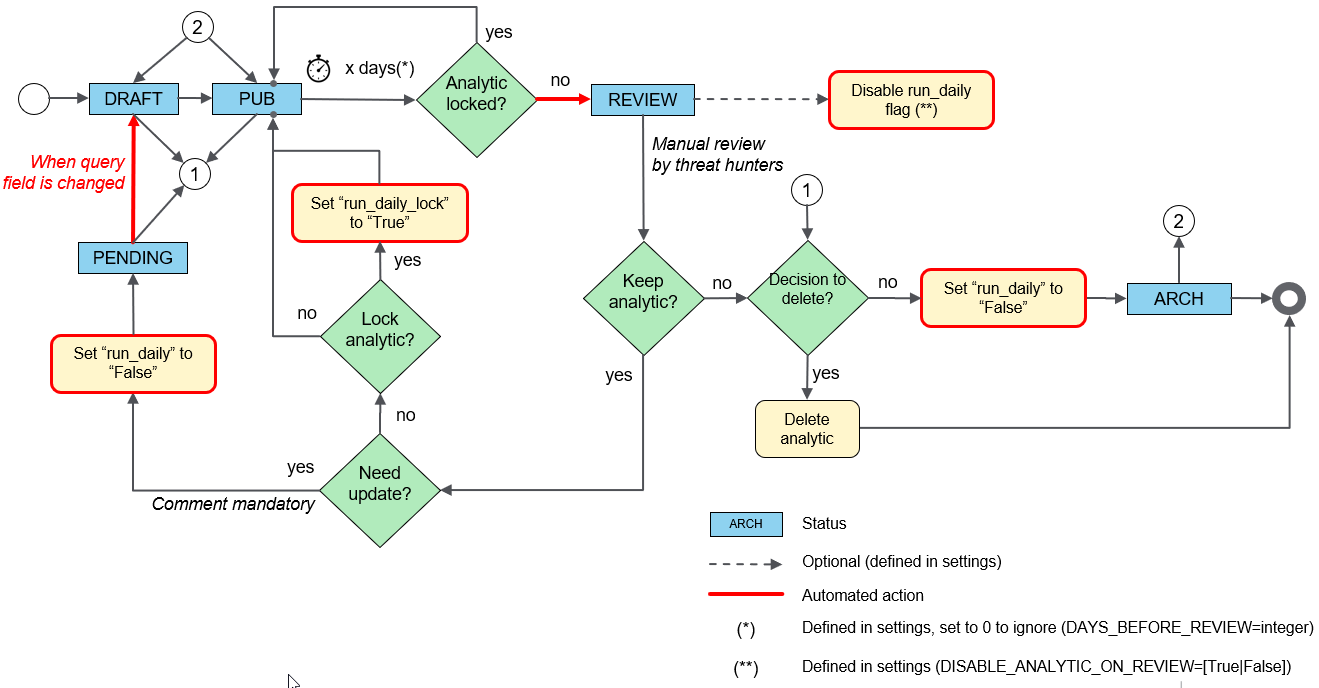 2
yes
x days(*)
Analytic
locked?
no
DRAFT
PUB
REVIEW
Disable run_daily
flag (**)
When query
field is changed
1
Manual review
by threat hunters
Set “run_daily_lock”
to “True”
1
2
PENDING
yes
Keep
analytic?
no
Decision to
delete?
no
Set “run_daily” to
“False”
ARCH
no
Lock
analytic?
Set “run_daily” to
“False”
yes
yes
no
Delete
analytic
yes
Need
update?
Comment mandatory
ARCH
Status
Optional (defined in settings)
Automated action
(*)
Defined in settings, set to 0 to ignore (DAYS_BEFORE_REVIEW=integer)
(**)
Defined in settings (DISABLE_ANALYTIC_ON_REVIEW=[True|False])